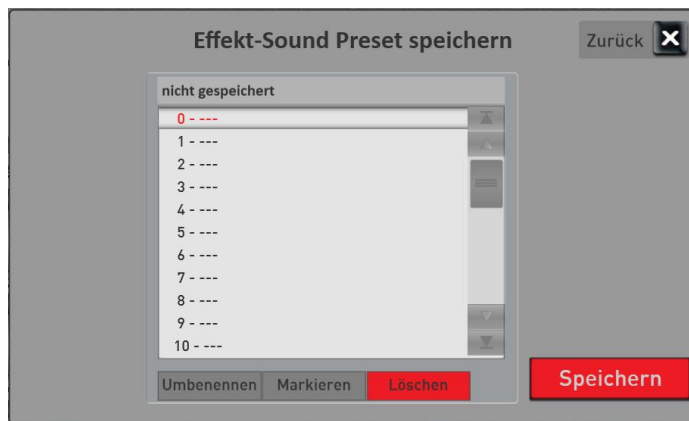 Effekt-Sound Preset speichern
Zurück X
nicht gespeichert
0 - ---
1 - ---
2 - ---
3 - ---
4 - ---
5 - ---
6 - ---
7 - ---
8 - ---
9 - ---
10 - ---
Umbenennen Markieren Löschen
Speichern